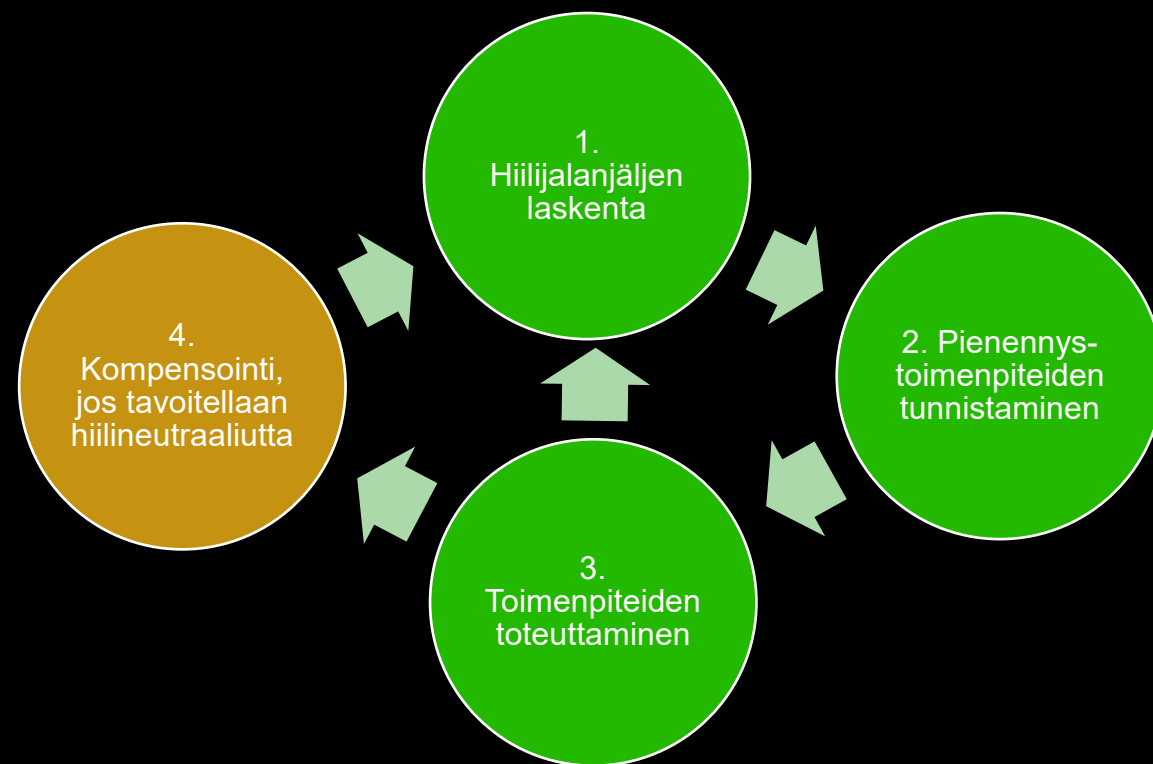 1.
Hiilijalanjäljen
laskenta
2. Pienennys-
toimenpiteiden
tunnistaminen
3.
Toimenpiteiden
toteuttaminen
4.
Kompensointi,
jos tavoitellaan
hiilineutraaliutta